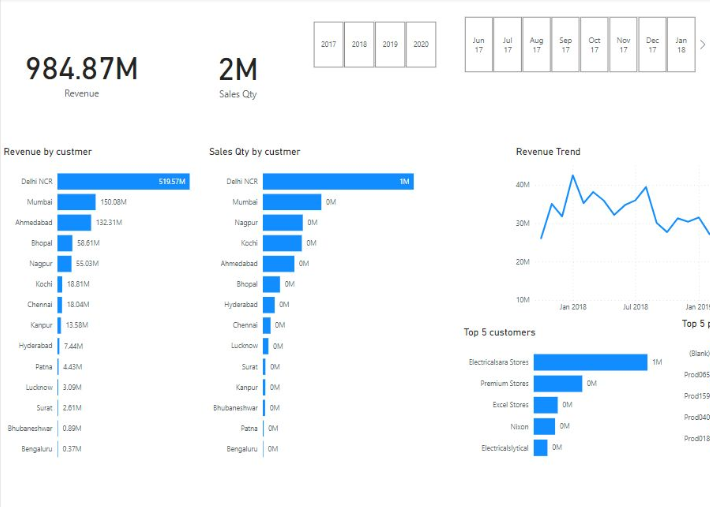 984.87M
Revenue
2M
Sales Qty
2017 2018 2019 2020
Jun 17
Jul 17
Aug 17
Sep 17
Oct 17
Nov 17
Dec 17
Jan 18
Revenue by custmer
Delhi NCR 519.57M
Mumbai 150.08M
Ahmedabad 132.31M
Bhopal 58.61M
Nagpur 55.03M
Kochi 18.81M
Chennai 18.04M
Kanpur 13.58M
Hyderabad 7.44M
Patna 4.43M
Lucknow 3.09M
Surat 2.61M
Bhubaneshwar 0.89M
Bengaluru 0.37M
Sales Qty by custmer
Delhi NCR 1M
Mumbai 0M
Nagpur 0M
Kochi 0M
Ahmedabad 0M
Bhopal 0M
Hyderabad 0M
Chennai 0M
Lucknow 0M
Surat 0M
Kanpur 0M
Bhubaneshwar 0M
Patna 0M
Bengaluru 0M
Revenue Trend
40M
30M
20M
10M
Jan 2018 Jul 2018 Jan 2019
Top 5 customers
Electricalsara Stores 1M
Premium Stores 0M
Excel Stores 0M
Nixon 0M
Electricalslytical 0M
Top 5 p
(Blank)
Prod065
Prod159
Prod040
Prod018